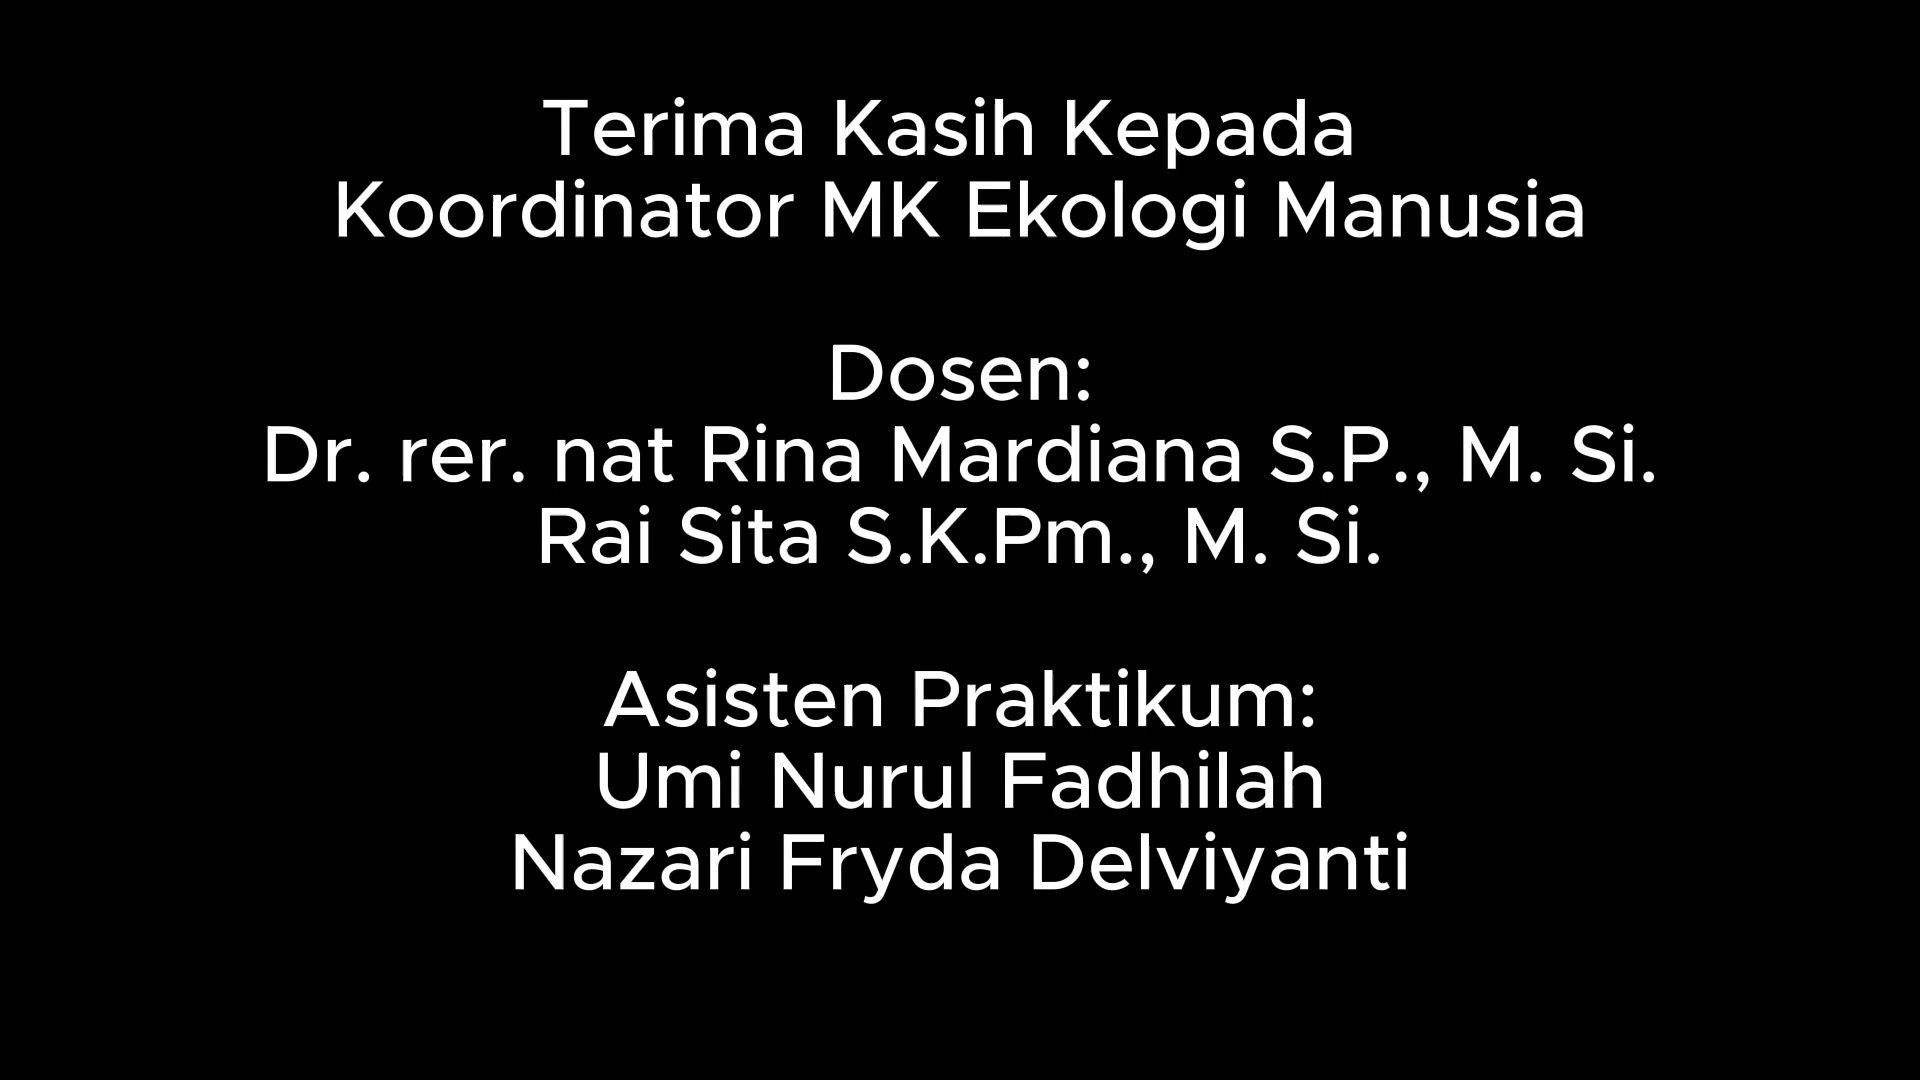 Terima Kasih Kepada
Koordinator MK Ekologi Manusia
Dosen:
Dr. rer. nat Rina Mardiana S.P., M. Si.
Rai Sita S.K.Pm., M. Si.
Asisten Praktikum:
Umi Nurul Fadhilah
Nazari Fryda Delviyanti